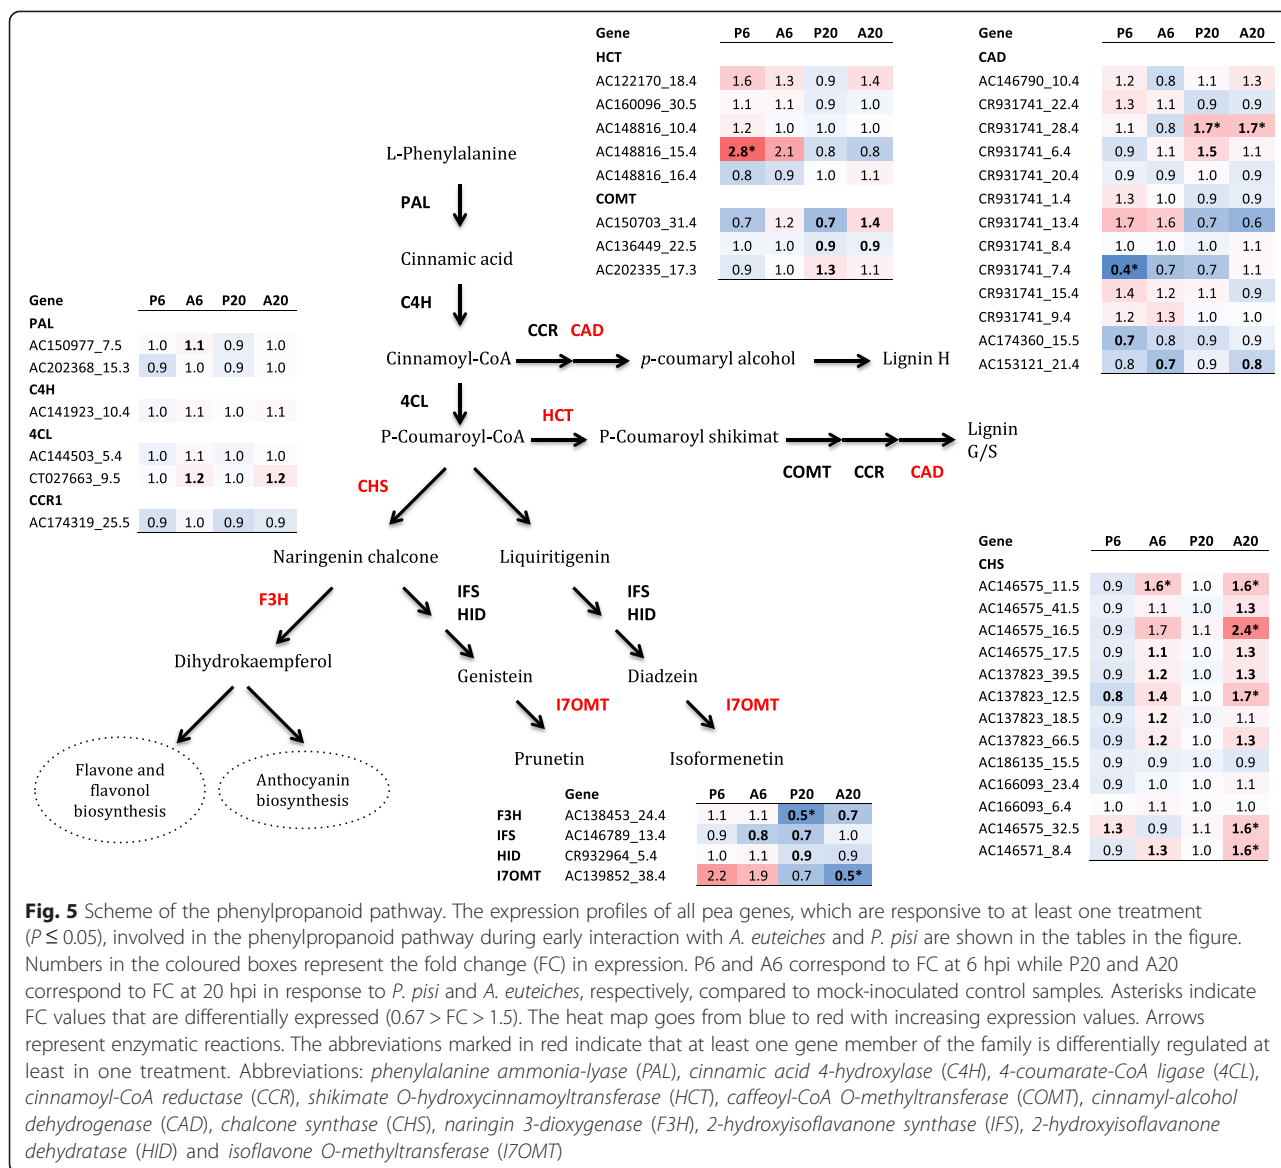 Gene P6 A6 P20 A20
HCT
AC122170_18.4 1.6 1.3 0.9 1.4
AC160096_30.5 1.1 1.1 0.9 1.0
AC148816_10.4 1.2 1.0 1.0 1.0
AC148816_15.4 2.8* 2.1 0.8 0.8
AC148816_16.4 0.8 0.9 1.0 1.1
COMT
AC150703_31.4 0.7 1.2 0.7 1.4
AC136449_22.5 1.0 1.0 0.9 0.9
AC202335_17.3 0.9 1.0 1.3 1.1
Gene P6 A6 P20 A20
CAD
AC146790_10.4 1.2 0.8 1.1 1.3
CR931741_22.4 1.3 1.1 0.9 0.9
CR931741_28.4 1.1 0.8 1.7* 1.7*
CR931741_6.4 0.9 1.1 1.5 1.1
CR931741_20.4 0.9 0.9 1.0 0.9
CR931741_1.4 1.3 1.0 0.9 0.9
CR931741_13.4 1.7 1.6 0.7 0.6
CR931741_8.4 1.0 1.0 1.0 1.1
CR931741_7.4 0.4* 0.7 0.7 1.1
CR931741_15.4 1.4 1.2 1.1 0.9
CR931741_9.4 1.2 1.3 1.0 1.0
AC174360_15.5 0.7 0.8 0.9 0.9
AC153121_21.4 0.8 0.7 0.9 0.8
L-Phenylalanine
PAL
Cinnamic acid
C4H
CCR CAD
Cinnamoyl-CoA p-coumaryl alcohol Lignin H
4CL
HCT
P-Coumaroyl-CoA P-Coumaroyl shikimat Lignin
G/S
COMT CCR CAD
CHS
Gene P6 A6 P20 A20
PAL
AC150977_7.5 1.0 1.1 0.9 1.0
AC202368_15.3 0.9 1.0 0.9 1.0
C4H
AC141923_10.4 1.0 1.1 1.0 1.1
4CL
AC144503_5.4 1.0 1.1 1.0 1.0
CT027663_9.5 1.0 1.2 1.0 1.2
CCR1
AC174319_25.5 0.9 1.0 0.9 0.9
Naringenin chalcone Liquiritigenin
F3H
IFS
HID
IFS
HID
Dihydrokaempferol
Genistein Diadzein
I7OMT I7OMT
Prunetin Isoformenetin
Flavone and
flavonol
biosynthesis
Anthocyanin
biosynthesis
Gene P6 A6 P20 A20
CHS
AC146575_11.5 0.9 1.6* 1.0 1.6*
AC146575_41.5 0.9 1.1 1.0 1.3
AC146575_16.5 0.9 1.7 1.1 2.4*
AC146575_17.5 0.9 1.1 1.0 1.3
AC137823_39.5 0.9 1.2 1.0 1.3
AC137823_12.5 0.8 1.4 1.0 1.7*
AC137823_18.5 0.9 1.2 1.0 1.1
AC137823_66.5 0.9 1.2 1.0 1.3
AC186135_15.5 0.9 0.9 1.0 0.9
AC166093_23.4 0.9 1.0 1.0 1.1
AC166093_6.4 1.0 1.1 1.0 1.0
AC146575_32.5 1.3 0.9 1.1 1.6*
AC146571_8.4 0.9 1.3 1.0 1.6*
Gene P6 A6 P20 A20
F3H AC138453_24.4 1.1 1.1 0.5* 0.7
IFS AC146789_13.4 0.9 0.8 0.7 1.0
HID CR932964_5.4 1.0 1.1 0.9 0.9
I7OMT AC139852_38.4 2.2 1.9 0.7 0.5*
Fig. 5 Scheme of the phenylpropanoid pathway. The expression profiles of all pea genes, which are responsive to at least one treatment
(P ≤ 0.05), involved in the phenylpropanoid pathway during early interaction with A. euteiches and P. pisi are shown in the tables in the figure.
Numbers in the coloured boxes represent the fold change (FC) in expression. P6 and A6 correspond to FC at 6 hpi while P20 and A20
correspond to FC at 20 hpi in response to P. pisi and A. euteiches, respectively, compared to mock-inoculated control samples. Asterisks indicate
FC values that are differentially expressed (0.67 > FC > 1.5). The heat map goes from blue to red with increasing expression values. Arrows
represent enzymatic reactions. The abbreviations marked in red indicate that at least one gene member of the family is differentially regulated at
least in one treatment. Abbreviations: phenylalanine ammonia-lyase (PAL), cinnamic acid 4-hydroxylase (C4H), 4-coumarate-CoA ligase (4CL),
cinnamoyl-CoA reductase (CCR), shikimate O-hydroxycinnamoyltransferase (HCT), caffeoyl-CoA O-methyltransferase (COMT), cinnamyl-alcohol
dehydrogenase (CAD), chalcone synthase (CHS), naringin 3-dioxygenase (F3H), 2-hydroxyisoflavanone synthase (IFS), 2-hydroxyisoflavanone
dehydratase (HID) and isoflavone O-methyltransferase (I7OMT)